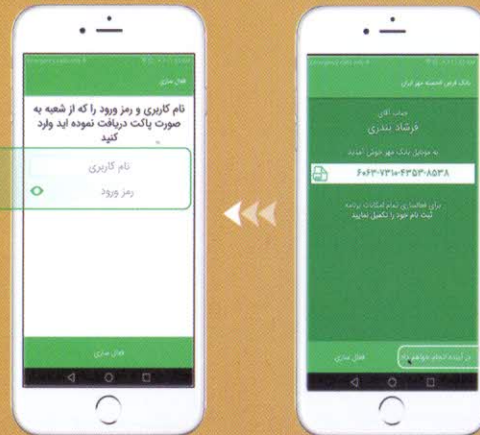 بانک قرض الحسنه مهر ایران
جناب آقای
فرشاد بندری
به موبایل بانک مهر خوش آمدید
۶۰۶۳-۷۳۱۰-۴۳۵۳-۸۵۳۸
برای فعالسازی تمام امکانات برنامه
ثبت نام خود را تکمیل نمایید
در آینده انجام خواهم داد
فعال سازی
فعال سازی
نام کاربری و رمز ورود را که از شعبه به
صورت پاکت دریافت نموده اید وارد
کنید
نام کاربری
رمز ورود
فعال سازی